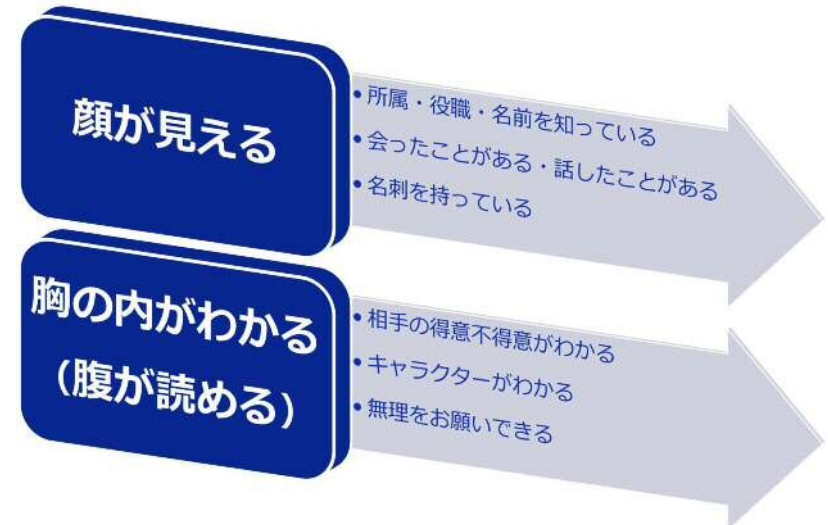 顔が見える
• 所属・役職・名前を知っている
• 会ったことがある・話したことがある
• 名刺を持っている
胸の内がわかる
(腹が読める)
• 相手の得意不得意がわかる
• キャラクターがわかる
• 無理をお願いできる